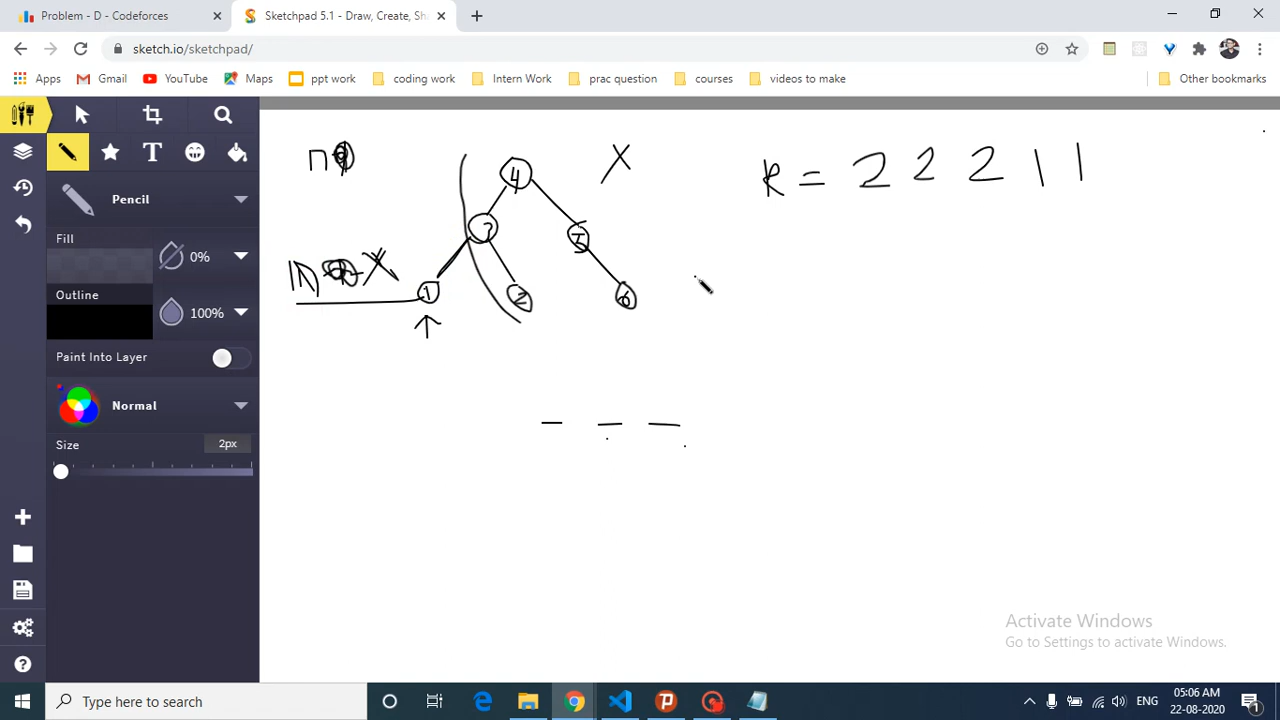 Problem - D - Codeforces
Sketchpad 5.1 - Draw, Create, Sh
sketch.io/sketchpad/
Apps Gmail YouTube Maps ppt work coding work Intern Work prac question courses videos to make Other bookmarks
Pencil
Fill
0%
Outline
100%
Paint Into Layer
Normal
Size
2px
n
X
K = 2 2 2 1 1
4
3
5
X
1
2
6
Activate Windows
Go to Settings to activate Windows.
Type here to search
ENG
05:06 AM
22-08-2020